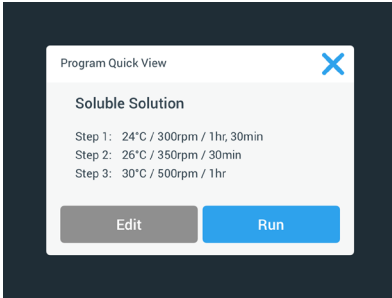 Program Quick View
Soluble Solution
Step 1: 24°C / 300rpm / 1hr, 30min
Step 2: 26°C / 350rpm / 30min
Step 3: 30°C / 500rpm / 1hr
Edit Run